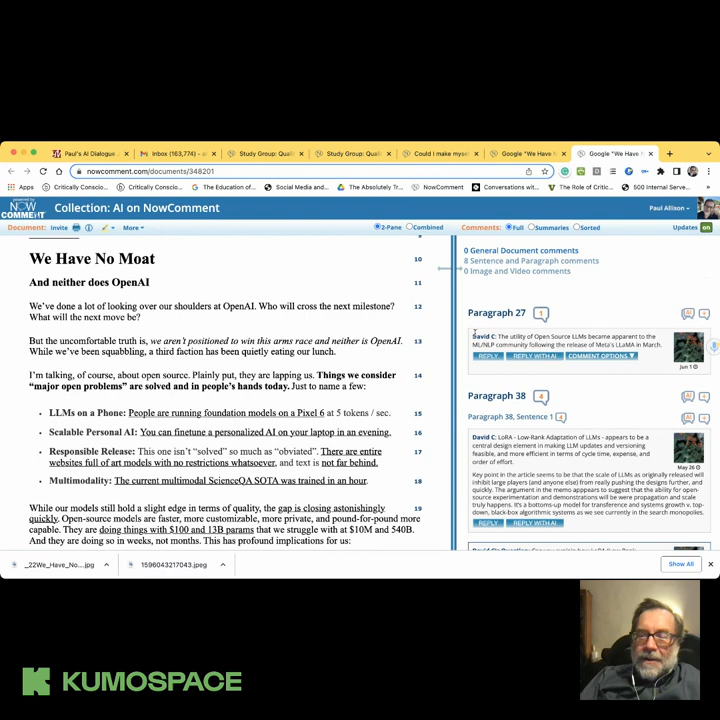 Paul's AI Dialogue
Inbox (163,774) – al
Study Group: Quali
Study Group: Quali
Could I make myse
Google "We Have N
Google "We Have N
nowcomment.com/documents/348201
Apps
Critically Conscio...
Critically Conscio...
The Education of...
Social Media and...
The Absolutely Tr...
NowComment
Conversations wit...
The Role of Critic...
500 Internal Serve...
powered by
NOW
COMMENT
Collection: AI on NowComment
Paul Allison
Document: Invite
More
2-Pane
Combined
Comments:
Full
Summaries
Sorted
Updates on
9
We Have No Moat
10
And neither does OpenAI
11
We've done a lot of looking over our shoulders at OpenAI. Who will cross the next milestone?
12
What will the next move be?
But the uncomfortable truth is, we aren't positioned to win this arms race and neither is OpenAI.
13
While we've been squabbling, a third faction has been quietly eating our lunch.
I'm talking, of course, about open source. Plainly put, they are lapping us. Things we consider
14
"major open problems" are solved and in people's hands today. Just to name a few:
• LLMs on a Phone: People are running foundation models on a Pixel 6 at 5 tokens / sec.
15
• Scalable Personal AI: You can finetune a personalized AI on your laptop in an evening.
16
• Responsible Release: This one isn't "solved" so much as "obviated". There are entire
17
websites full of art models with no restrictions whatsoever, and text is not far behind.
• Multimodality: The current multimodal ScienceQA SOTA was trained in an hour.
18
While our models still hold a slight edge in terms of quality, the gap is closing astonishingly
19
quickly. Open-source models are faster, more customizable, more private, and pound-for-pound more
capable. They are doing things with $100 and 13B params that we struggle with at $10M and 540B.
And they are doing so in weeks, not months. This has profound implications for us:
0 General Document comments
8 Sentence and Paragraph comments
0 Image and Video comments
Paragraph 27
1
David C: The utility of Open Source LLMs became apparent to the
ML/NLP community following the release of Meta's LLaMA in March.
REPLY
REPLY WITH AI
COMMENT OPTIONS
Jun 1
Paragraph 38
4
Paragraph 38, Sentence 1
4
David C: LoRA - Low-Rank Adaptation of LLMs - appears to be a
central design element in making LLM updates and versioning
feasible, and more efficient in terms of cycle time, expense, and
order of effort.
May 26
Key point in the article seems to be that the scale of LLMs as originally released will
inhibit large players (and anyone else) from really pushing the designs further, and
quickly. The argument in the memo appears to suggest that the ability for open-
source experimentation and demonstrations will be where propagation and scale
truly happens. It's a bottom-up model for transference and systems growth v. top-
down, black-box algorithmic systems as we see currently in the search monopolies.
REPLY
REPLY WITH AI
_22We_Have_No....jpg
1596043217043.jpeg
Show All
KUMOSPACE